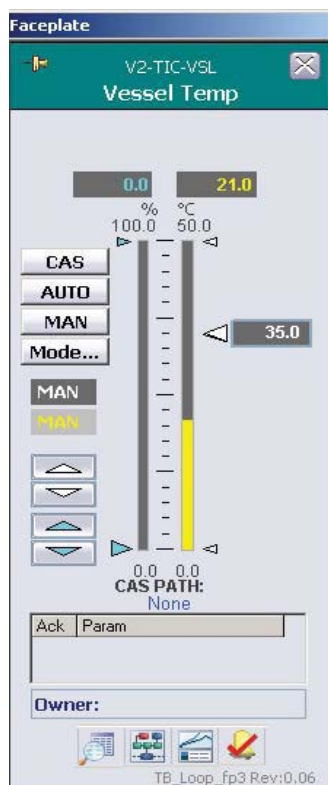 Faceplate
V2-TIC-VSL
Vessel Temp
0.0 21.0
% °C
100.0 50.0
CAS
AUTO
MAN
Mode...
35.0
MAN
MAN
0.0 0.0
CAS PATH:
None
Ack Param
Owner:
TB_Loop_fp3 Rev:0.06